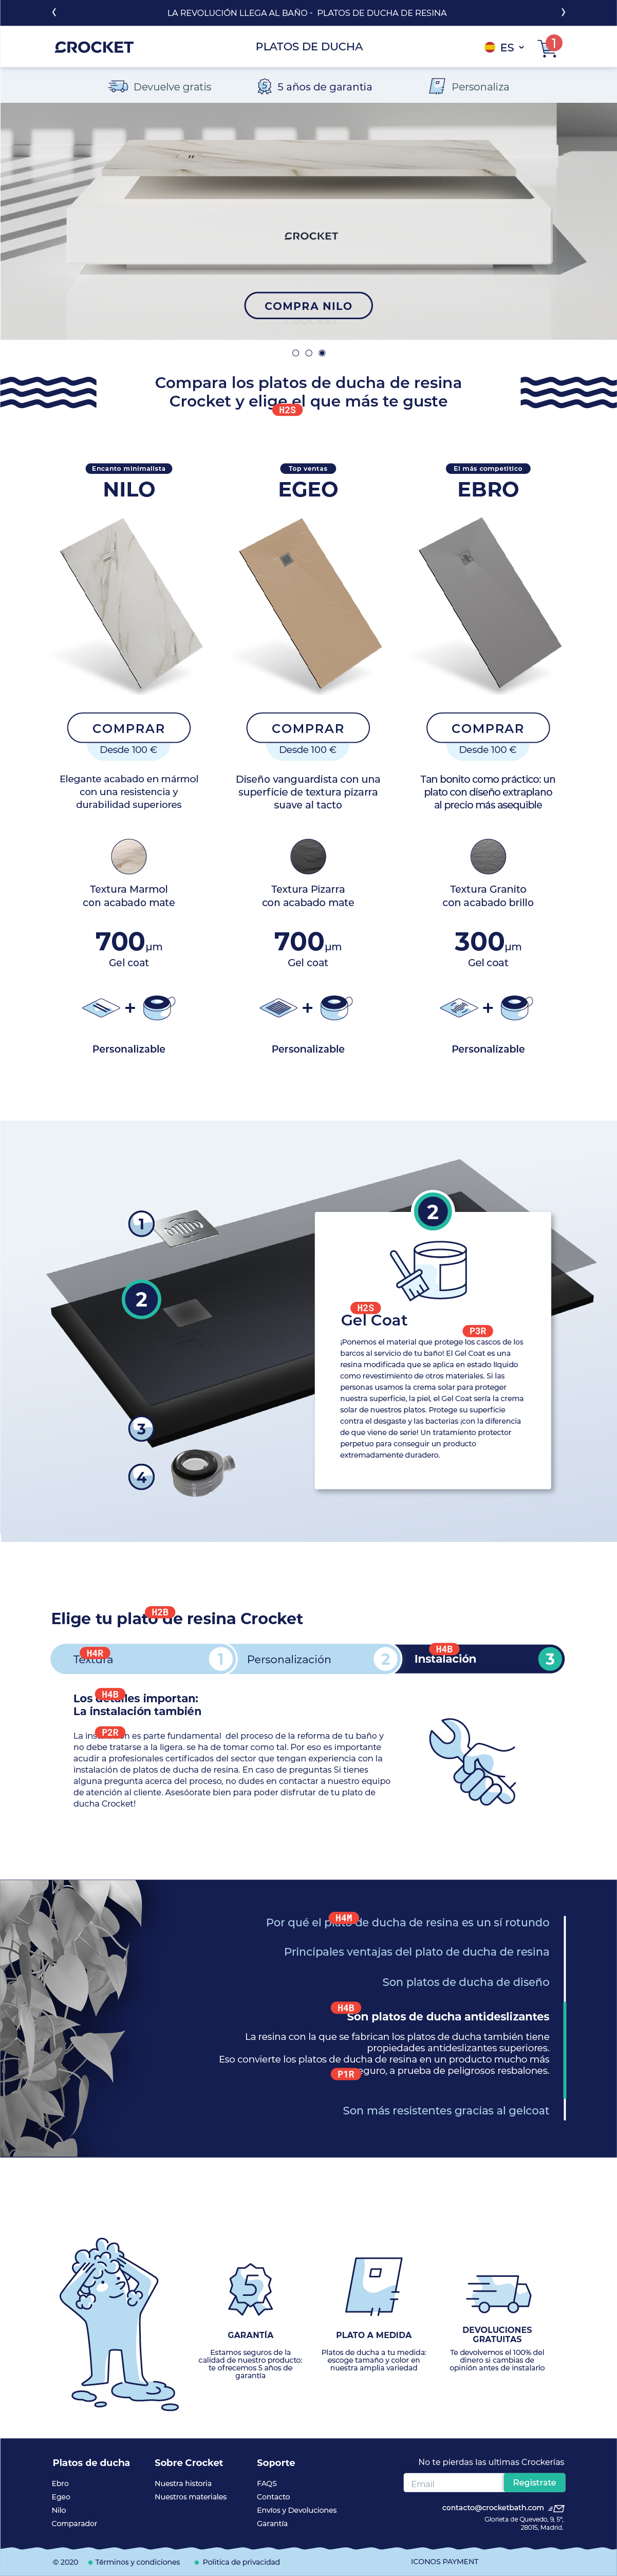 LA REVOLUCIÓN LLEGA AL BAÑO - PLATOS DE DUCHA DE RESINA
CROCKET
PLATOS DE DUCHA
ES
1
Devuelve gratis
5
5 años de garantia
Personaliza
CROCKET
COMPRA NILO
Compara los platos de ducha de resina
Crocket y elige el que más te guste
H2S
Encanto minimalista
NILO
Top ventas
EGEO
El más competitico
EBRO
COMPRAR
Desde 100 €
COMPRAR
Desde 100 €
COMPRAR
Desde 100 €
Elegante acabado en mármol
con una resistencia y
durabilidad superiores
Diseño vanguardista con una
superficie de textura pizarra
suave al tacto
Tan bonito como práctico: un
plato con diseño extraplano
al precio más asequible
Textura Marmol
con acabado mate
Textura Pizarra
con acabado mate
Textura Granito
con acabado brillo
700µm
Gel coat
700µm
Gel coat
300µm
Gel coat
+
+
+
Personalizable
Personalizable
Personalízable
1
2
3
4
2
H2S
Gel Coat
P3R
¡Ponemos el material que protege los cascos de los
barcos al servicio de tu baño! El Gel Coat es una
resina modificada que se aplica en estado líquido
como revestimiento de otros materiales. Si las
personas usamos la crema solar para proteger
nuestra superficie, la piel, el Gel Coat sería la crema
solar de nuestros platos. Protege su superfície
contra el desgaste y las bacterias ¡con la diferencia
de que viene de serie! Un tratamiento protector
perpetuo para conseguir un producto
extremadamente duradero.
H2B
Elige tu plato de resina Crocket
H4R
Textura
1
Personalización
2
H4B
Instalación
3
H4B
Los detalles importan:
La instalación también
P2R
La instalación es parte fundamental del proceso de la reforma de tu baño y
no debe tratarse a la ligera. se ha de tomar como tal. Por eso es importante
acudir a profesionales certificados del sector que tengan experiencia con la
instalación de platos de ducha de resina. En caso de preguntas Si tienes
alguna pregunta acerca del proceso, no dudes en contactar a nuestro equipo
de atención al cliente. Asesóorate bien para poder disfrutar de tu plato de
ducha Crocket!
H4M
Por qué el plato de ducha de resina es un sí rotundo
Principales ventajas del plato de ducha de resina
Son platos de ducha de diseño
H4B
Son platos de ducha antideslizantes
La resina con la que se fabrican los platos de ducha también tiene
propiedades antideslizantes superiores.
Eso convierte los platos de ducha de resina en un producto mucho más
seguro, a prueba de peligrosos resbalones.
P1R
Son más resistentes gracias al gelcoat
5
GARANTÍA
Estamos seguros de la
calidad de nuestro producto:
te ofrecemos 5 años de
garantía
PLATO A MEDIDA
Platos de ducha a tu medida:
escoge tamaño y color en
nuestra amplia variedad
DEVOLUCIONES
GRATUITAS
Te devolvemos el 100% del
dinero si cambias de
opinión antes de instalarlo
Platos de ducha
Ebro
Egeo
Nilo
Comparador
Sobre Crocket
Nuestra historia
Nuestros materiales
Soporte
FAQS
Contacto
Envíos y Devoluciones
Garantía
No te pierdas las ultimas Crockerías
Email
Registrate
contacto@crocketbath.com
Glorieta de Quevedo, 9, 5º,
28015, Madrid.
© 2020
Términos y condiciones
Política de privacidad
ICONOS PAYMENT